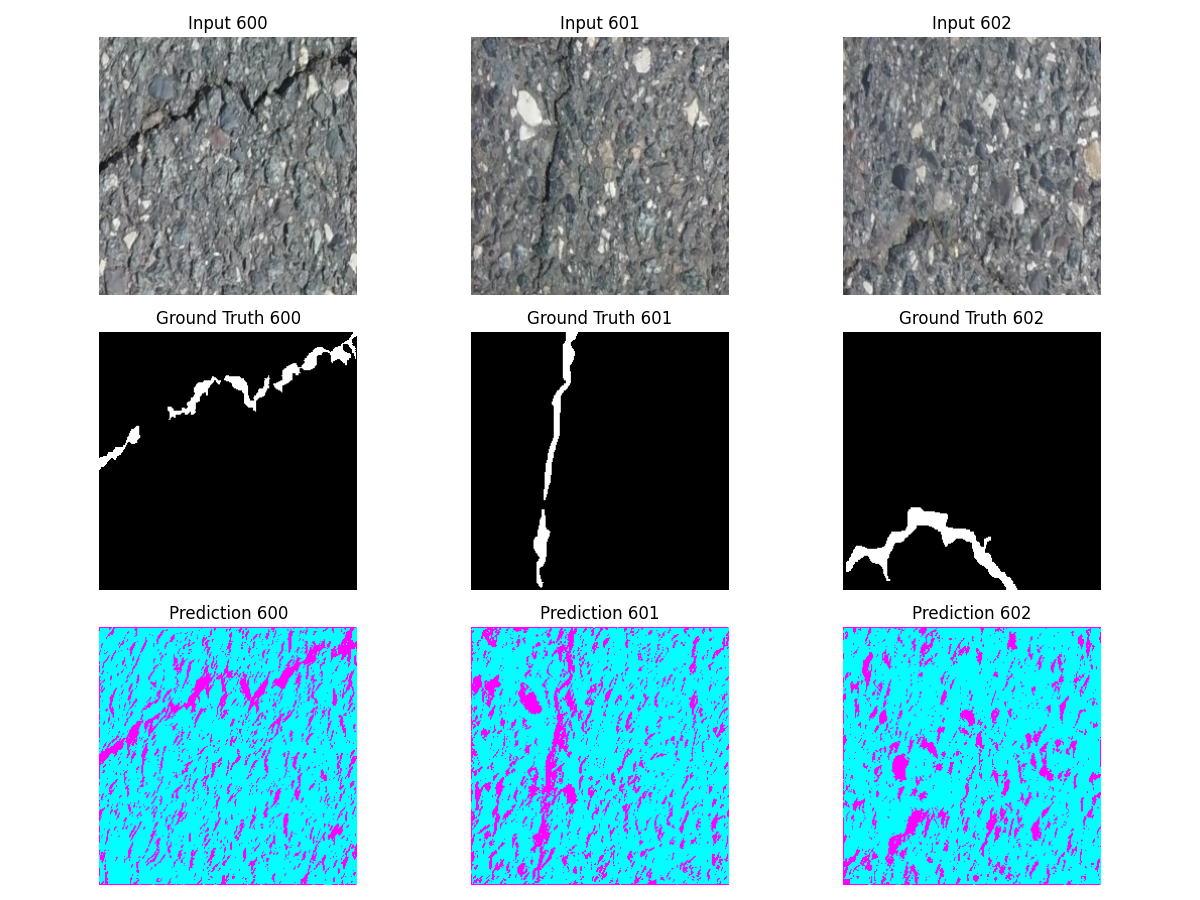 Input 600
Input 601
Input 602
Ground Truth 600
Ground Truth 601
Ground Truth 602
Prediction 600
Prediction 601
Prediction 602